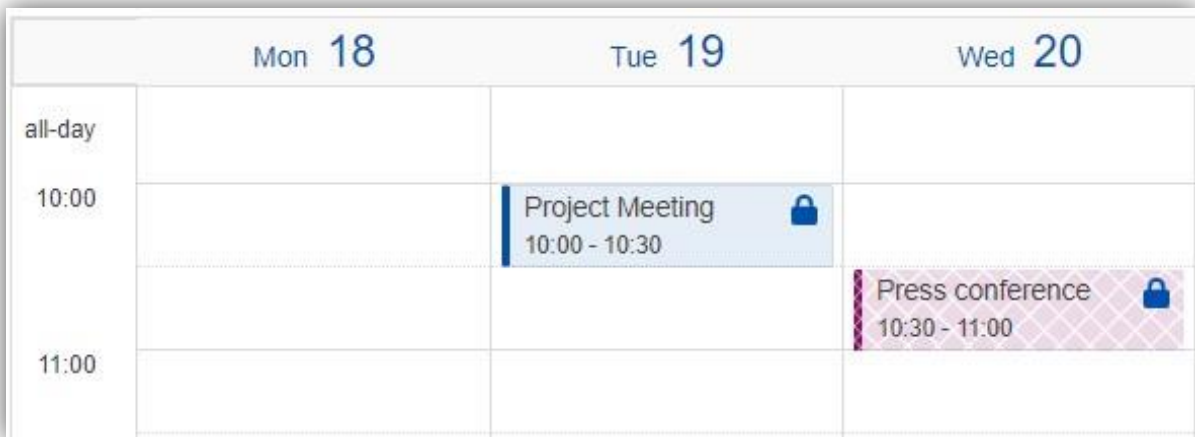 Mon 18
Tue 19
Wed 20
all-day
10:00
Project Meeting
10:00 - 10:30
Press conference
10:30 - 11:00
11:00